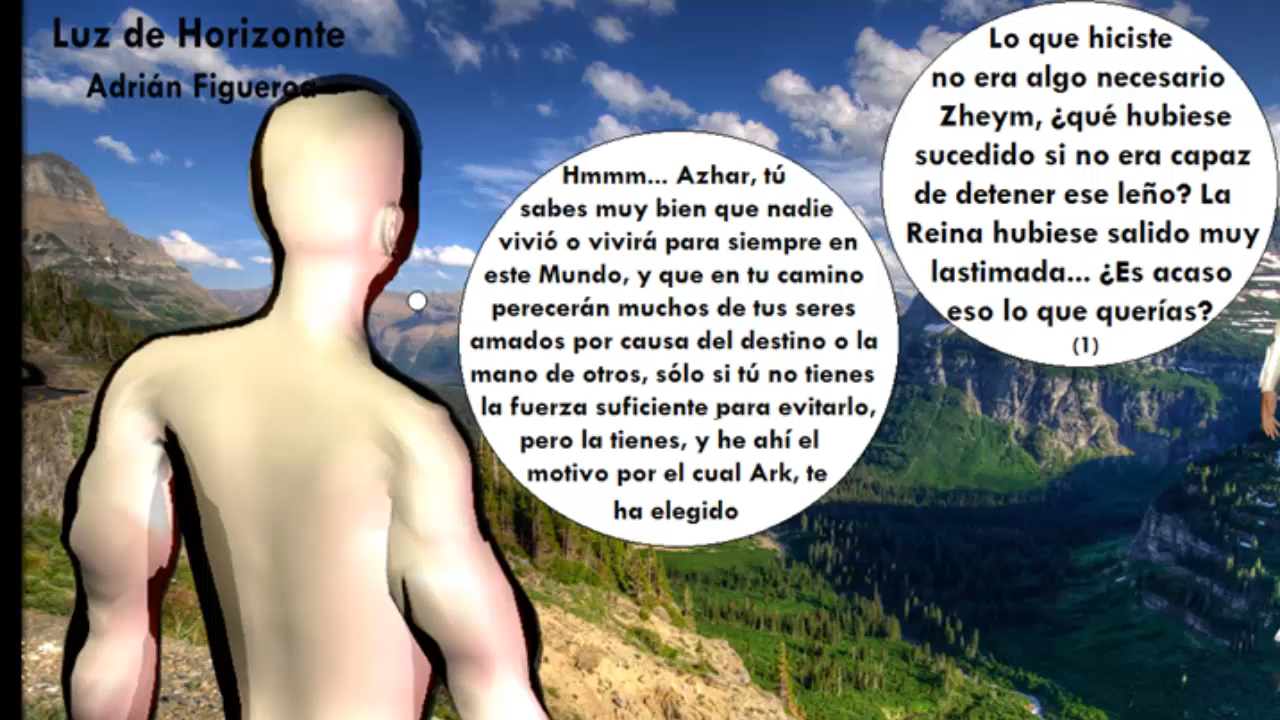 Luz de Horizonte
Adrián Figueroa
Lo que hiciste
no era algo necesario
Zheym, ¿qué hubiese
sucedido si no era capaz
de detener ese leño? La
Reina hubiese salido muy
lastimada... ¿Es acaso
eso lo que querías?
(1)
Hmmm... Azhar, tú
sabes muy bien que nadie
vivió o vivirá para siempre en
este Mundo, y que en tu camino
perecerán muchos de tus seres
amados por causa del destino o la
mano de otros, sólo si tú no tienes
la fuerza suficiente para evitarlo,
pero la tienes, y he ahí el
motivo por el cual Ark, te
ha elegido